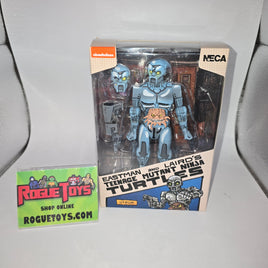 nickelodeon
NECA
ROGUE TOYS
SHOP ONLINE
ROGUETOYS.COM
EASTMAN AND LAIRD'S
TEENAGE MUTANT NINJA
TURTLES